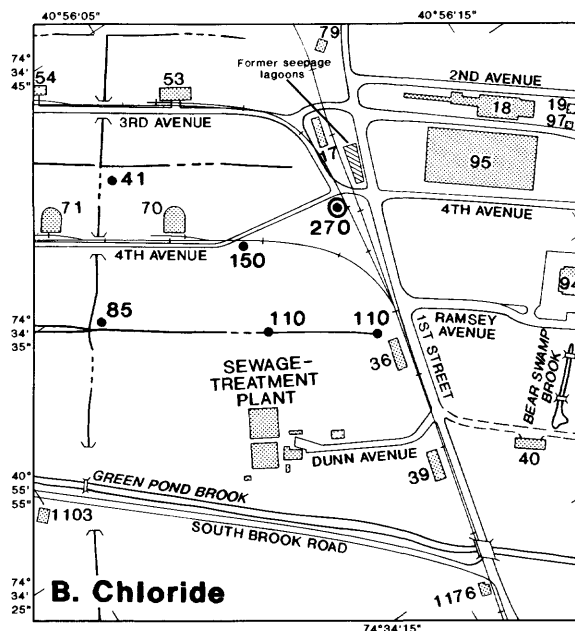 40°56'05"
40°56'15"
74°
34'
45"
79
Former seepage
lagoons
2ND AVENUE
54
53
18
19
97
3RD AVENUE
7
95
41
71
70
270
4TH AVENUE
4TH AVENUE
150
94
85
74°
34'
35"
110
110
1ST STREET
RAMSEY
AVENUE
36
SEWAGE-
TREATMENT
PLANT
BEAR SWAMP
BROOK
DUNN AVENUE
40
39
40°
55'
55"
GREEN POND BROOK
1103
SOUTH BROOK ROAD
74°
34'
25"
B. Chloride
1176
74°34'15"